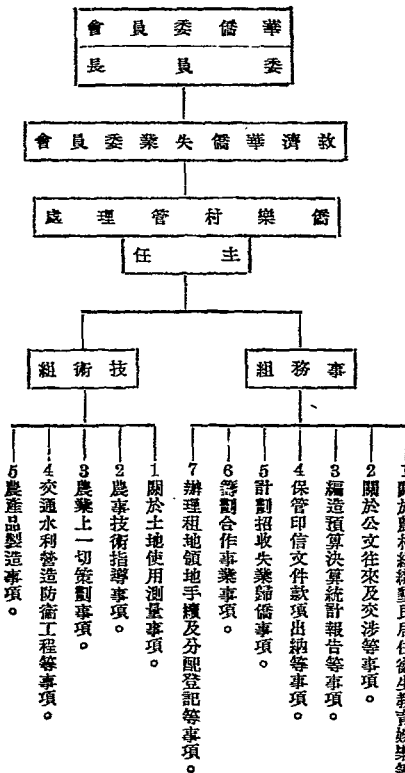 華僑委員會
委員長
救濟華僑失業委員會
僑樂村管理處
主任
事務組
技術組
2 關於公文往來及交涉等事項。
3 編造預算決算統計報告等事項。
4 保管印信文件款項出納等事項。
5 計劃招收失業歸僑事項。
6 籌劃合作事業事項。
7 辦理租地領地手續及分配登記等事項。
1 關於土地使用測量事項。
2 農事技術指導事項。
3 農業上一切策劃事項。
4 交通水利營造防衛工程等事項。
5 農產品製造事項。